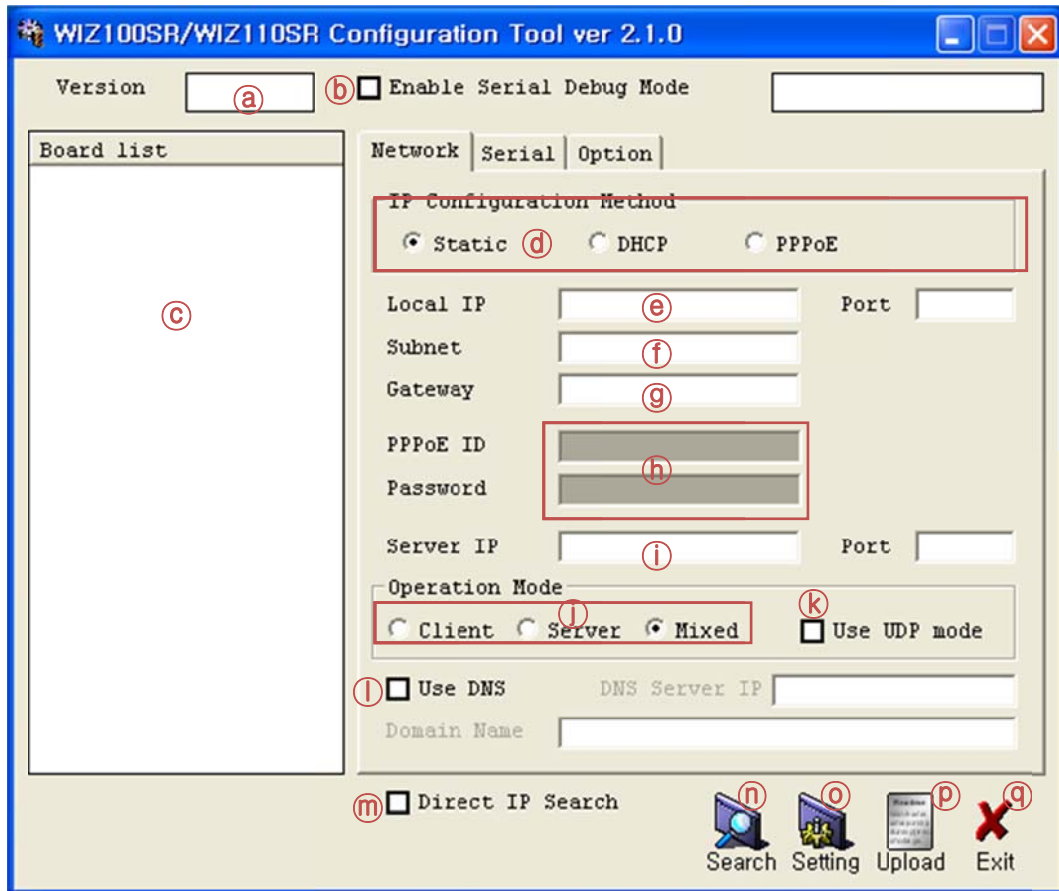 WIZ100SR/WIZ110SR Configuration Tool ver 2.1.0
Version ⓐ ⓑ Enable Serial Debug Mode
Board list
ⓒ
Network Serial Option
IP Configuration Method
Static ⓓ DHCP PPPoE
Local IP ⓔ Port
Subnet ⓕ
Gateway ⓖ
PPPoE ID
ⓗ
Password
Server IP ⓘ Port
Operation Mode
ⓙ ⓚ
Client Server Mixed Use UDP mode
ⓛ Use DNS DNS Server IP
Domain Name
ⓜ Direct IP Search
ⓝ ⓞ ⓟ ⓠ
Search Setting Upload Exit